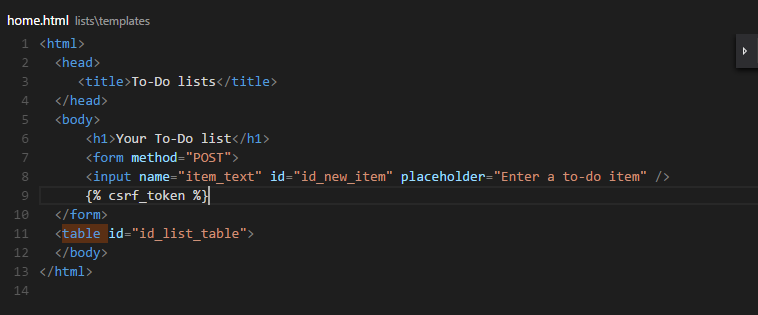 home.html lists\templates
1 <html>
2 <head>
3 <title>To-Do lists</title>
4 </head>
5 <body>
6 <h1>Your To-Do list</h1>
7 <form method="POST">
8 <input name="item_text" id="id_new_item" placeholder="Enter a to-do item" />
9 {% csrf_token %}
10 </form>
11 <table id="id_list_table">
12 </body>
13 </html>
14